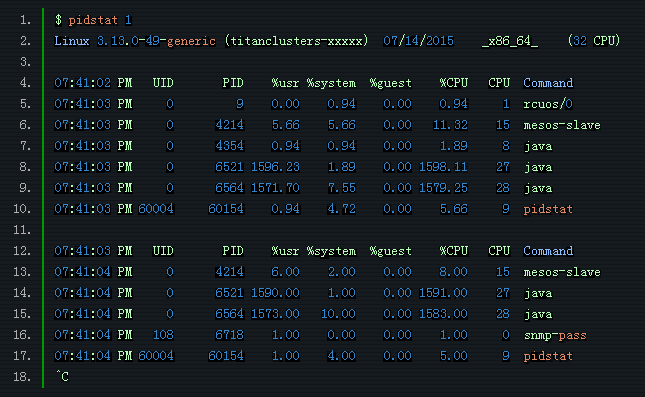 1. $ pidstat 1
2. Linux 3.13.0-49-generic (titanclusters-xxxxx)  07/14/2015    _x86_64_    (32 CPU)
3.
4. 07:41:02 PM   UID       PID    %usr %system  %guest    %CPU   CPU  Command
5. 07:41:03 PM     0         9    0.00    0.94    0.00    0.94     1  rcuos/0
6. 07:41:03 PM     0      4214    5.66    5.66    0.00   11.32    15  mesos-slave
7. 07:41:03 PM     0      4354    0.94    0.94    0.00    1.89     8  java
8. 07:41:03 PM     0      6521 1596.23    1.89    0.00 1598.11    27  java
9. 07:41:03 PM     0      6564 1571.70    7.55    0.00 1579.25    28  java
10. 07:41:03 PM 60004     60154    0.94    4.72    0.00    5.66     9  pidstat
11.
12. 07:41:03 PM   UID       PID    %usr %system  %guest    %CPU   CPU  Command
13. 07:41:04 PM     0      4214    6.00    2.00    0.00    8.00    15  mesos-slave
14. 07:41:04 PM     0      6521 1590.00    1.00    0.00 1591.00    27  java
15. 07:41:04 PM     0      6564 1573.00   10.00    0.00 1583.00    28  java
16. 07:41:04 PM   108      6718    1.00    0.00    0.00    1.00     0  snmp-pass
17. 07:41:04 PM 60004     60154    1.00    4.00    0.00    5.00     9  pidstat
18. ^C